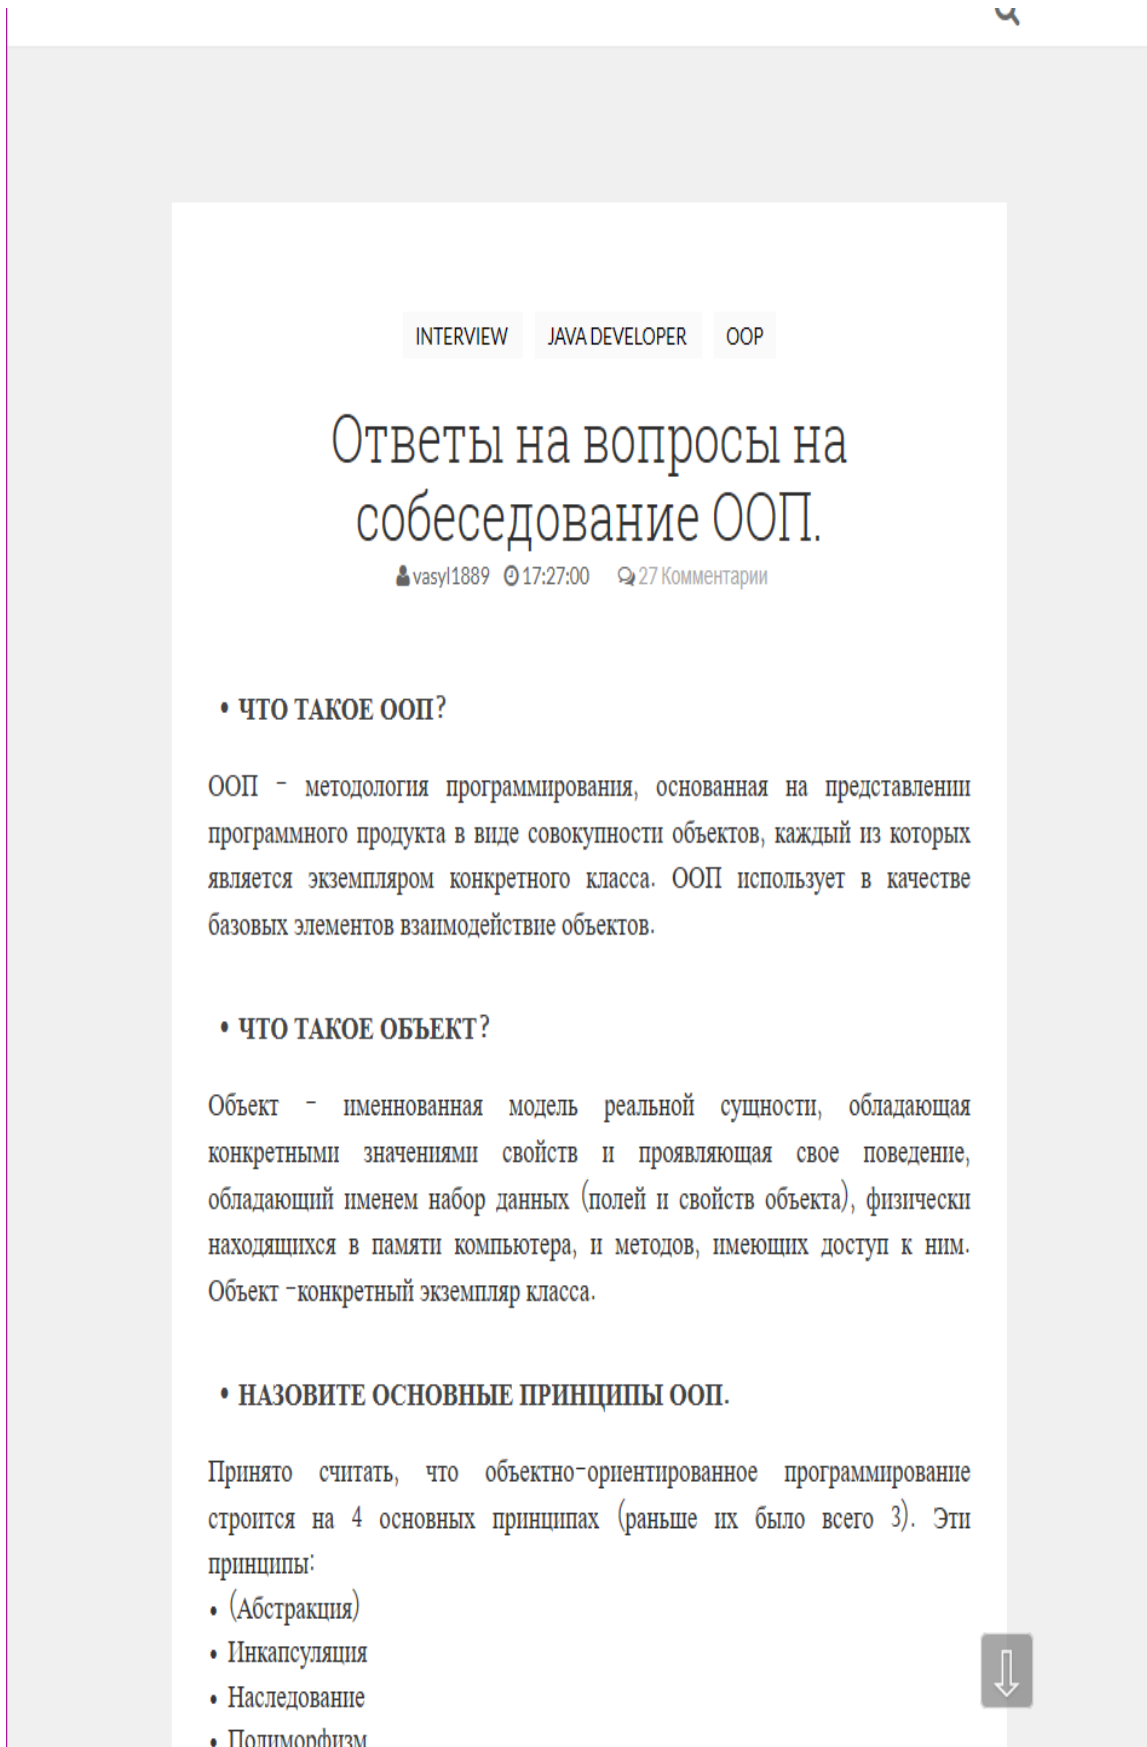 INTERVIEW JAVA DEVELOPER OOP
Ответы на вопросы на
собеседование ООП.
vasyl1889 17:27:00 27 Комментарии
• ЧТО ТАКОЕ ООП?
ООП - методология программирования, основанная на представлении
программного продукта в виде совокупности объектов, каждый из которых
является экземпляром конкретного класса. ООП использует в качестве
базовых элементов взаимодействие объектов.
• ЧТО ТАКОЕ ОБЪЕКТ?
Объект - именнованная модель реальной сущности, обладающая
конкретными значениями свойств и проявляющая свое поведение,
обладающий именем набор данных (полей и свойств объекта), физически
находящихся в памяти компьютера, и методов, имеющих доступ к ним.
Объект -конкретный экземпляр класса.
• НАЗОВИТЕ ОСНОВНЫЕ ПРИНЦИПЫ ООП.
Принято считать, что объектно-ориентированное программирование
строится на 4 основных принципах (раньше их было всего 3). Эти
принципы:
• (Абстракция)
• Инкапсуляция
• Наследование
• Полиморфизм